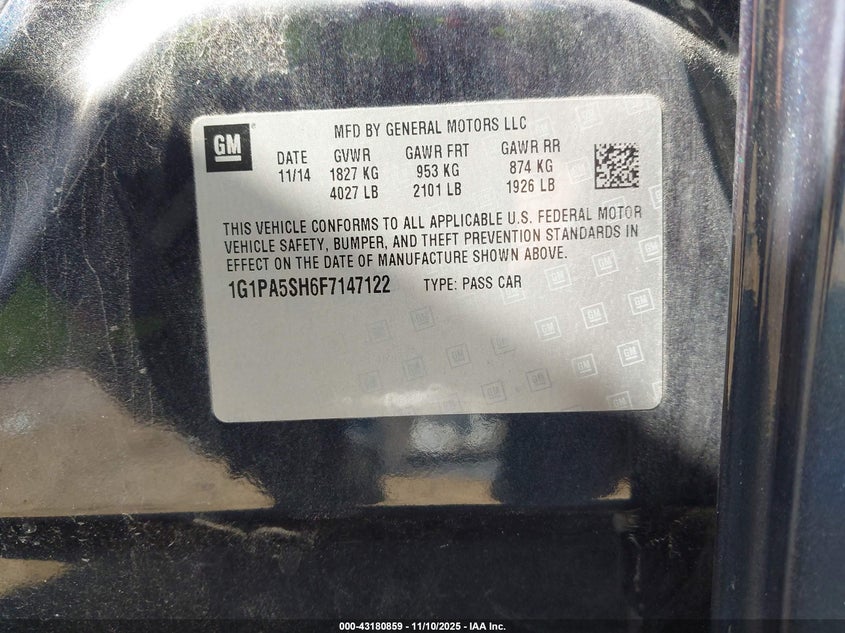 GM
MFD BY GENERAL MOTORS LLC
DATE GVWR GAWR FRT GAWR RR
11/14 1827 KG 953 KG 874 KG
4027 LB 2101 LB 1926 LB
THIS VEHICLE CONFORMS TO ALL APPLICABLE U.S. FEDERAL MOTOR
VEHICLE SAFETY, BUMPER, AND THEFT PREVENTION STANDARDS IN
EFFECT ON THE DATE OF MANUFACTURE SHOWN ABOVE.
1G1PA5SH6F7147122 TYPE: PASS CAR
000-43180859 - 11/10/2025 - IAA Inc.